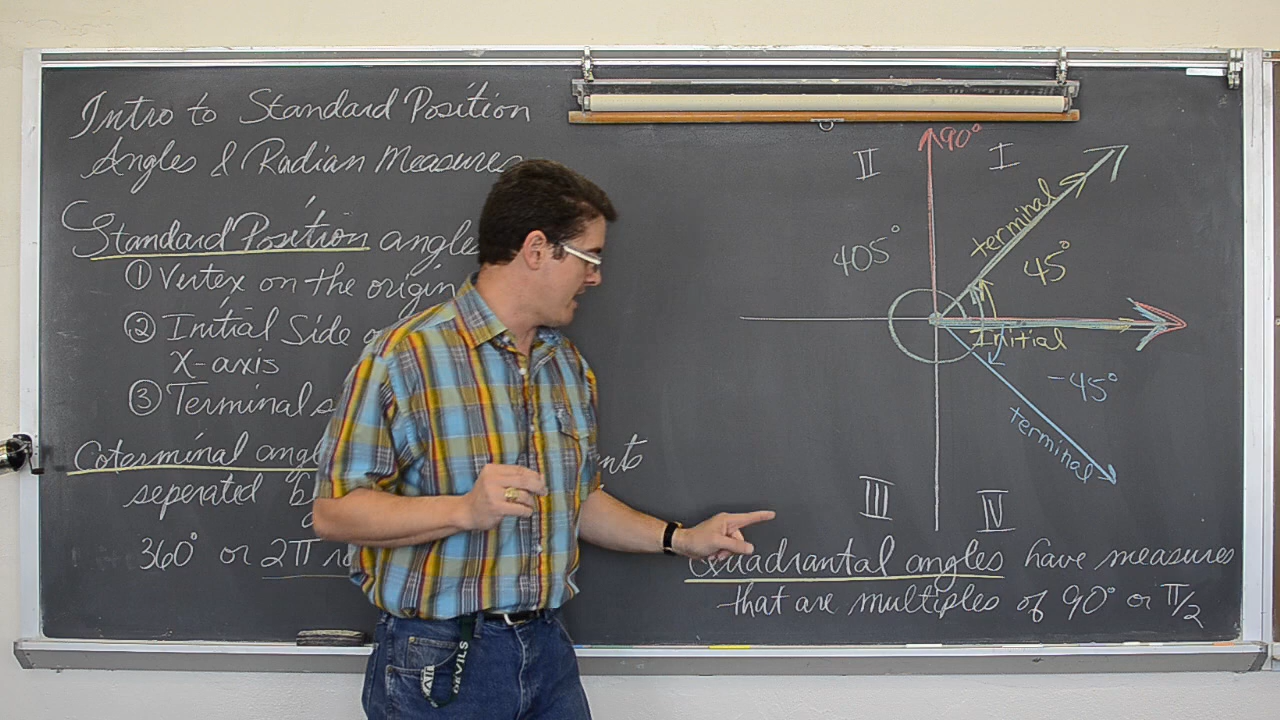 Intro to Standard Position
Angles & Radian Measures
Standard Position angle
① Vertex on the origin
② Initial Side
x-axis
③ Terminal s
Coterminal angl
nts
seperated b
360° or 2π
II
90°
I
terminal
405°
45°
Initial
-45°
terminal
III
IV
Quadrantal angles have measures
that are multiples of 90° or π/2
DEVILS